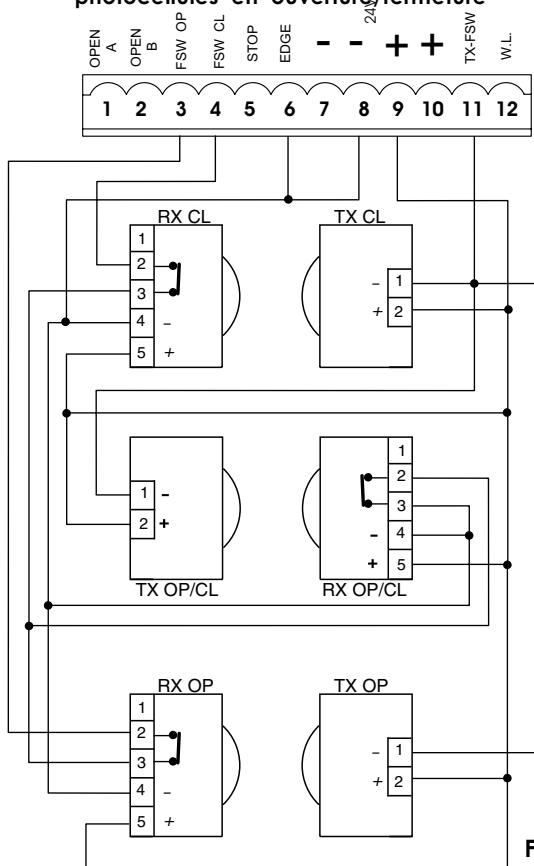 photocellules en ouverture/fermeture
OPEN A
OPEN B
FSW OP
FSW CL
STOP
EDGE
-
-
24V
+
+
TX-FSW
W.L.
1 2 3 4 5 6 7 8 9 10 11 12
RX CL
1
2
3
4 -
5 +
TX CL
- 1
+ 2
1 -
2 +
TX OP/CL
1
2
3
- 4
+ 5
RX OP/CL
RX OP
1
2
3
4 -
5 +
TX OP
- 1
+ 2
F